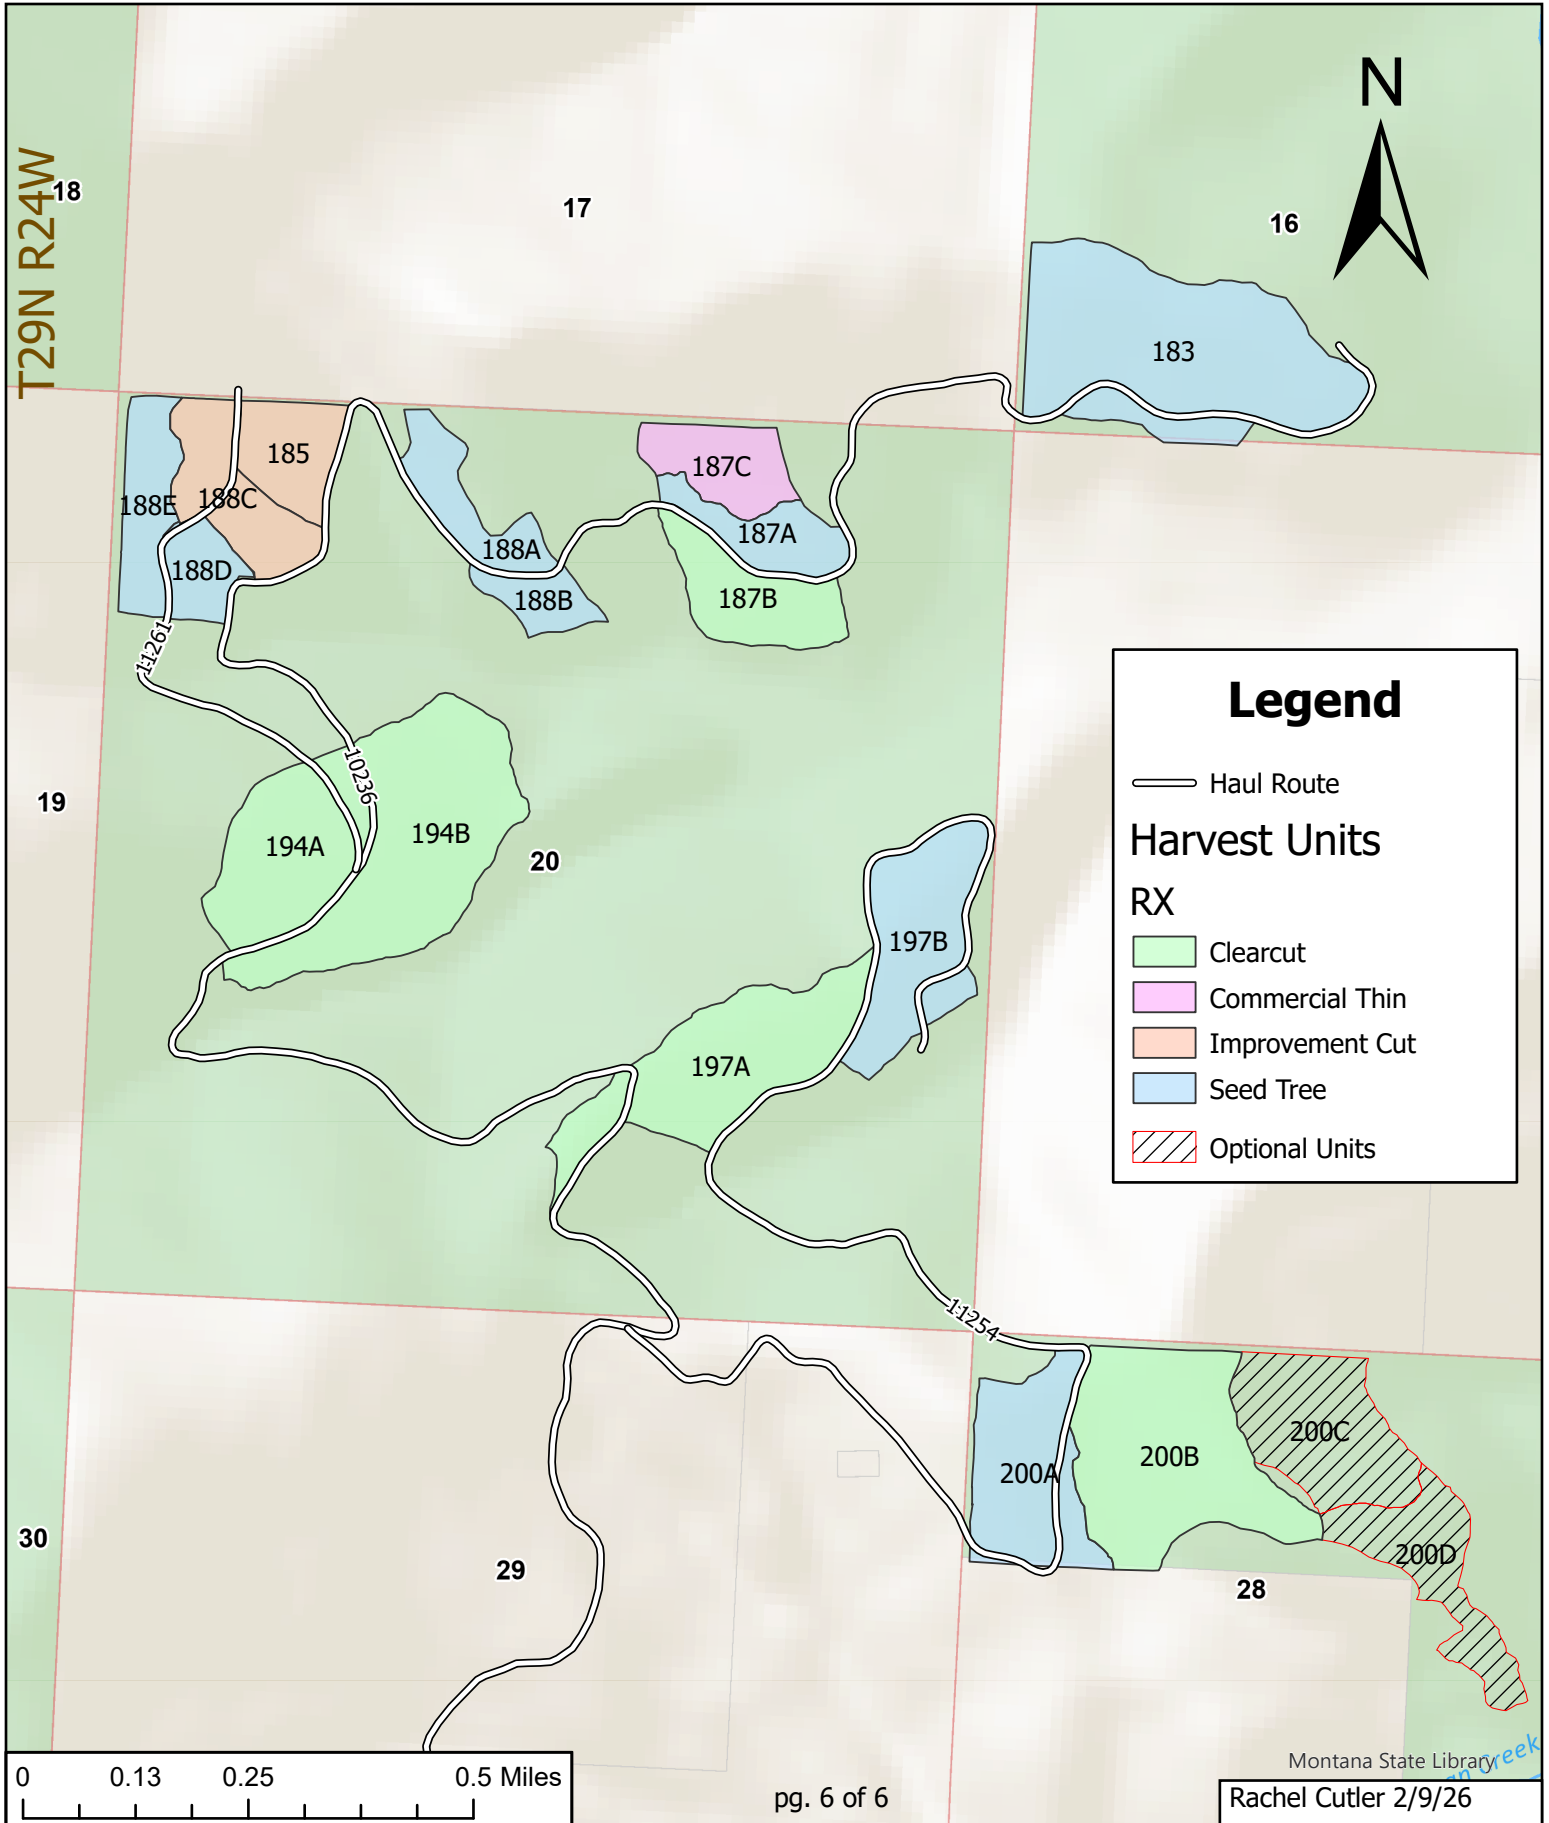 N
T29N R24W
18
17
16
183
185
188C
188E
188D
188A
188B
187C
187A
187B
11261
10236
19
194A
194B
20
197B
197A
11254
Legend
Haul Route
Harvest Units
RX
Clearcut
Commercial Thin
Improvement Cut
Seed Tree
Optional Units
200A
200B
200C
200D
30
29
28
Creek
Montana State Library
0 0.13 0.25 0.5 Miles
pg. 6 of 6
Rachel Cutler 2/9/26